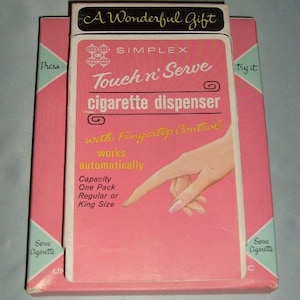 A Wonderful Gift
SIMPLEX
Press
try it
Touch n' Serve
cigarette dispenser
with Fingertip Control
works
automatically
Capacity
One Pack
Regular or
King Size
Serve
Cigarette
Serve
Cigarette